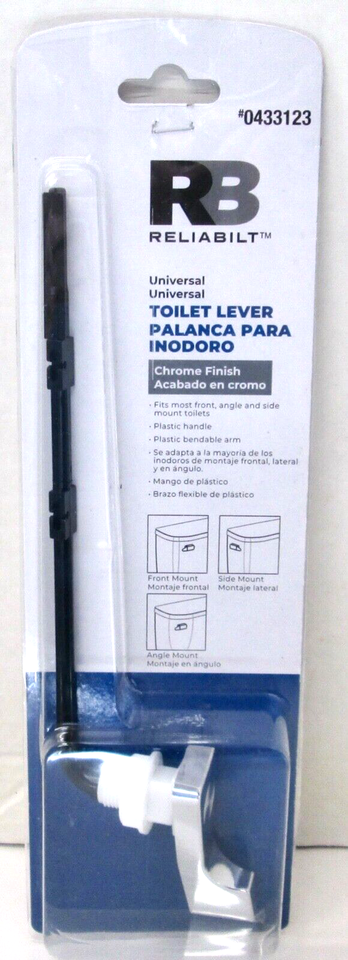 #0433123
RB
RELIABILT™
Universal
Universal
TOILET LEVER
PALANCA PARA
INODORO
Chrome Finish
Acabado en cromo
• Fits most front, angle and side
mount toilets
• Plastic handle
• Plastic bendable arm
• Se adapta a la mayoría de los
inodoros de montaje frontal, lateral
y en ángulo.
• Mango de plástico
• Brazo flexible de plástico
Front Mount
Montaje frontal
Side Mount
Montaje lateral
Angle Mount
Montaje en ángulo